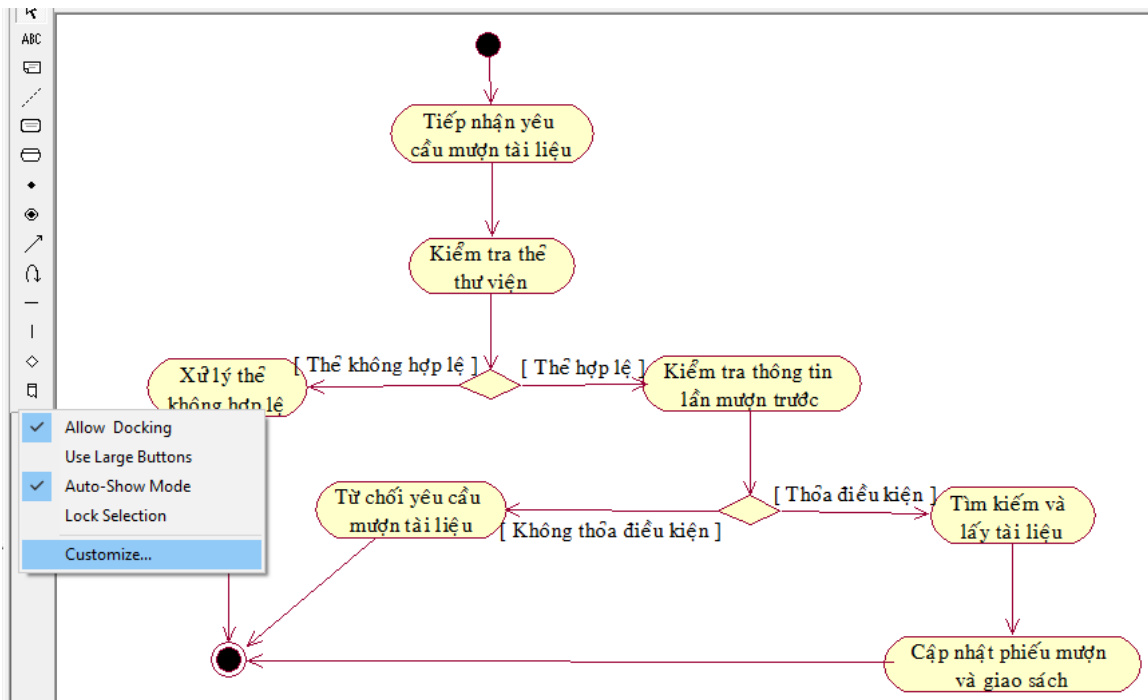 ABC
Tiếp nhận yêu
cầu mượn tài liệu
Kiểm tra thẻ
thư viện
[ Thẻ không hợp lệ ]
[ Thẻ hợp lệ ]
Xử lý thẻ
không hợp lệ
Kiểm tra thông tin
lần mượn trước
Allow Docking
Use Large Buttons
Auto-Show Mode
Lock Selection
Customize...
Từ chối yêu cầu
mượn tài liệu
[ Thỏa điều kiện ]
[ Không thỏa điều kiện ]
Tìm kiếm và
lấy tài liệu
Cập nhật phiếu mượn
và giao sách